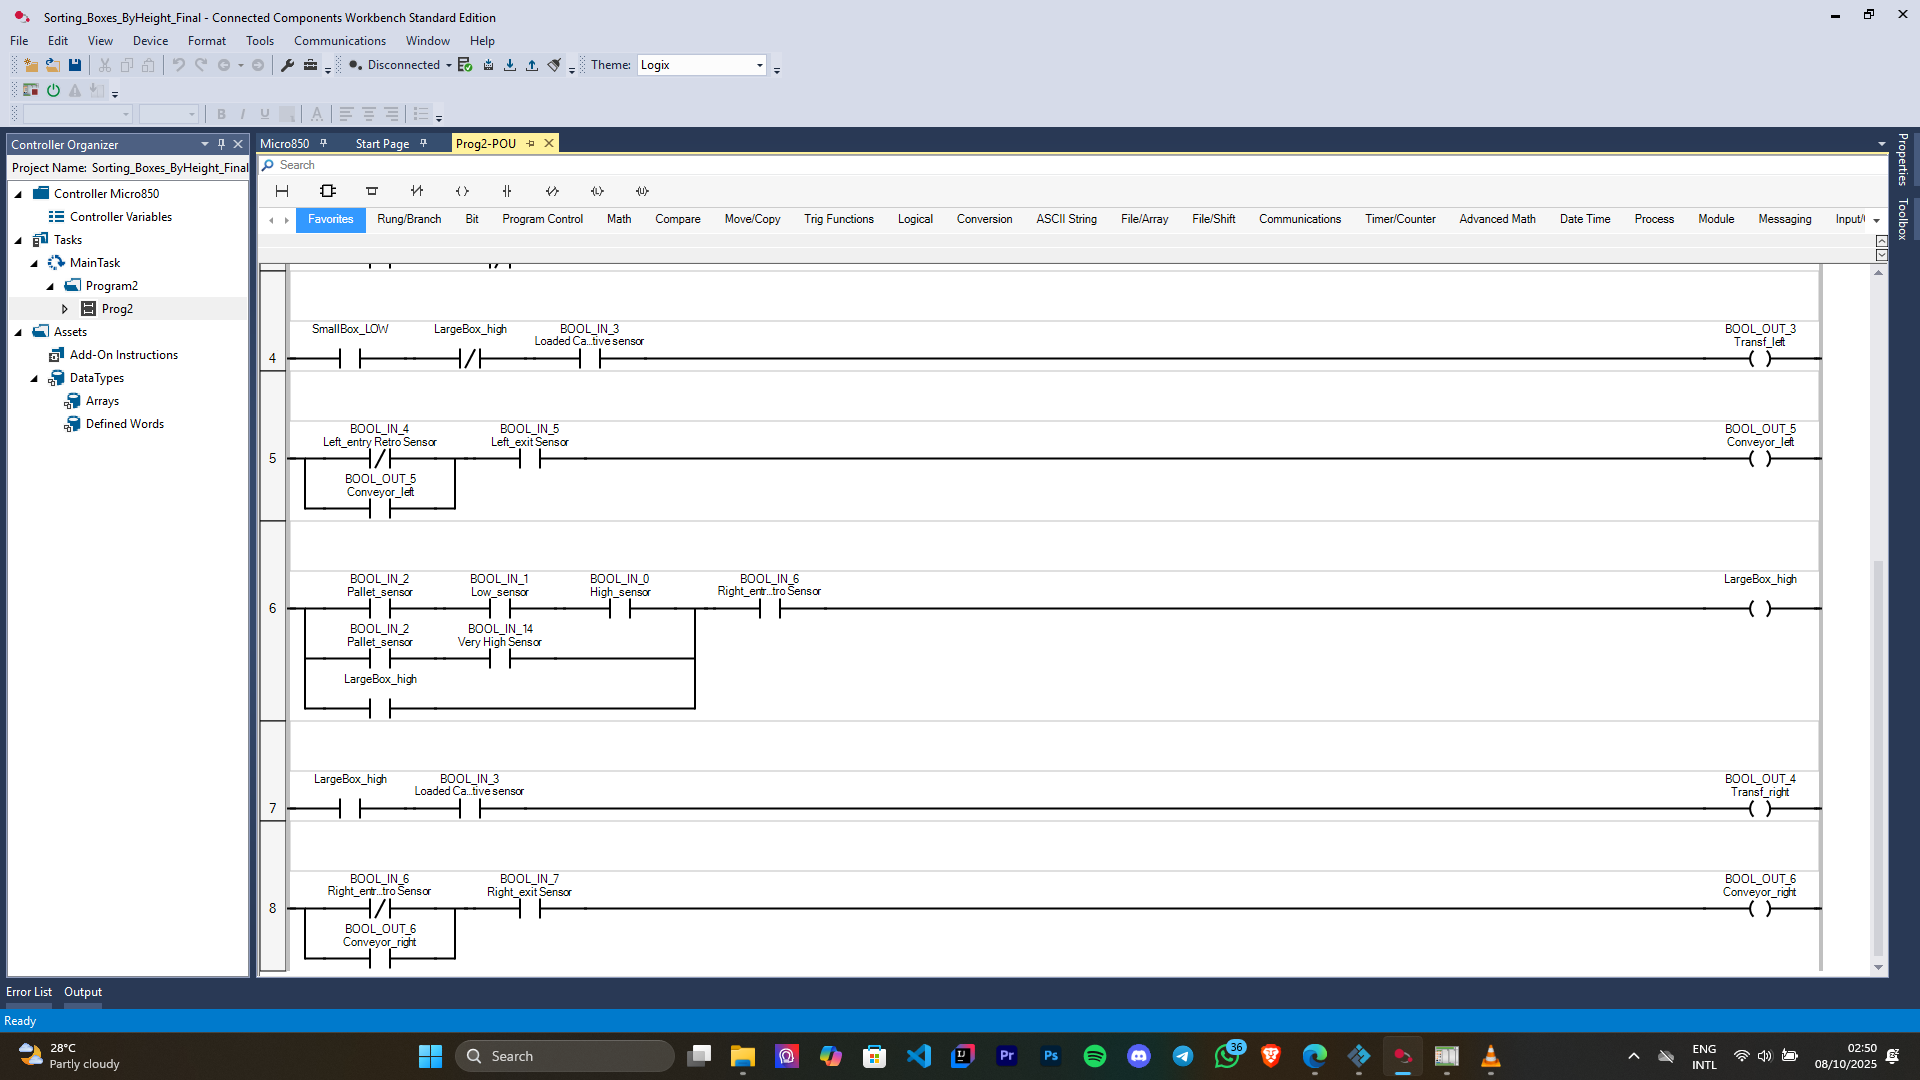 Sorting_Boxes_ByHeight_Final - Connected Components Workbench Standard Edition
File Edit View Device Format Tools Communications Window Help
Disconnected Theme: Logix
B I U A
Controller Organizer
Project Name: Sorting_Boxes_ByHeight_Final
Controller Micro850
Controller Variables
Tasks
MainTask
Program2
Prog2
Assets
Add-On Instructions
DataTypes
Arrays
Defined Words
Micro850 Start Page Prog2-POU
Search
Favorites Rung/Branch Bit Program Control Math Compare Move/Copy Trig Functions Logical Conversion ASCII String File/Array File/Shift Communications Timer/Counter Advanced Math Date Time Process Module Messaging Input/
Properties
Toolbox
SmallBox_LOW LargeBox_high BOOL_IN_3 BOOL_OUT_3
Loaded Ca...tive sensor Transf_left
4
BOOL_IN_4 BOOL_IN_5 BOOL_OUT_5
Left_entry Retro Sensor Left_exit Sensor Conveyor_left
5
BOOL_OUT_5
Conveyor_left
BOOL_IN_2 BOOL_IN_1 BOOL_IN_0 BOOL_IN_6 LargeBox_high
Pallet_sensor Low_sensor High_sensor Right_entr...tro Sensor
6
BOOL_IN_2 BOOL_IN_14
Pallet_sensor Very High Sensor
LargeBox_high
LargeBox_high BOOL_IN_3 BOOL_OUT_4
Loaded Ca...tive sensor Transf_right
7
BOOL_IN_6 BOOL_IN_7 BOOL_OUT_6
Right_entr...tro Sensor Right_exit Sensor Conveyor_right
8
BOOL_OUT_6
Conveyor_right
Error List Output
Ready
28°C
Partly cloudy
Search
Pr
Ps
36
ENG
INTL
02:50
08/10/2025